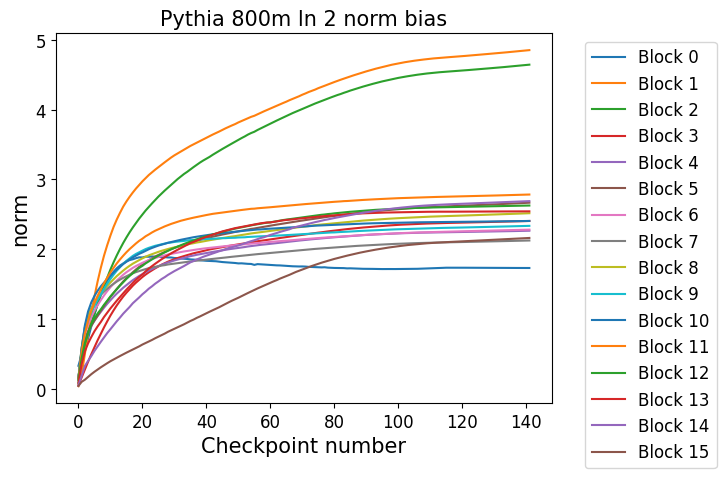 Pythia 800m ln 2 norm bias
norm
5
4
3
2
1
0
0 20 40 60 80 100 120 140
Checkpoint number
Block 0
Block 1
Block 2
Block 3
Block 4
Block 5
Block 6
Block 7
Block 8
Block 9
Block 10
Block 11
Block 12
Block 13
Block 14
Block 15